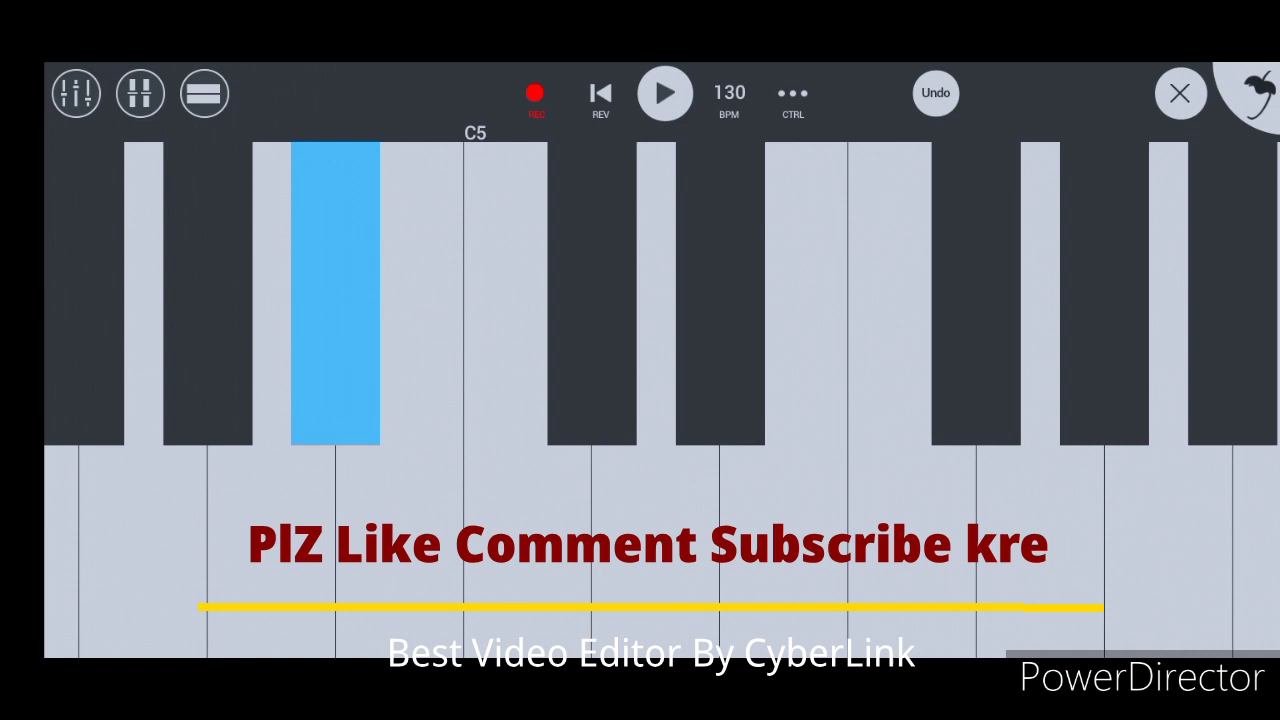 130
Undo
REC
REV
BPM
CTRL
C5
PlZ Like Comment Subscribe kre
Best Video Editor By CyberLink
PowerDirector